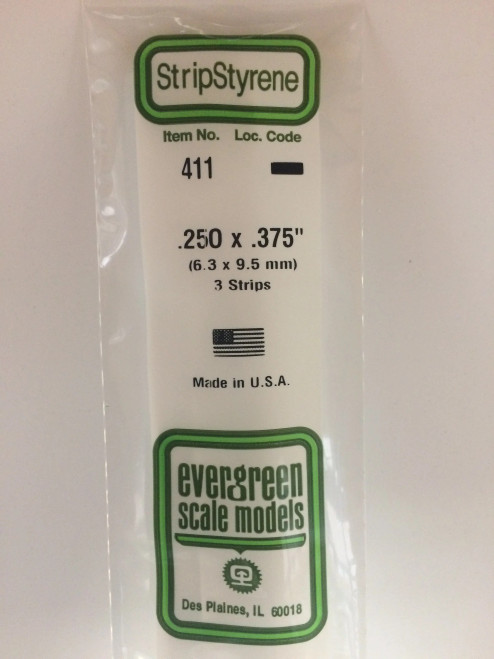 StripStyrene
Item No. Loc. Code
411
.250 x .375"
(6.3 x 9.5 mm)
3 Strips
Made in U.S.A.
evergreen
scale models
Des Plaines, IL 60018